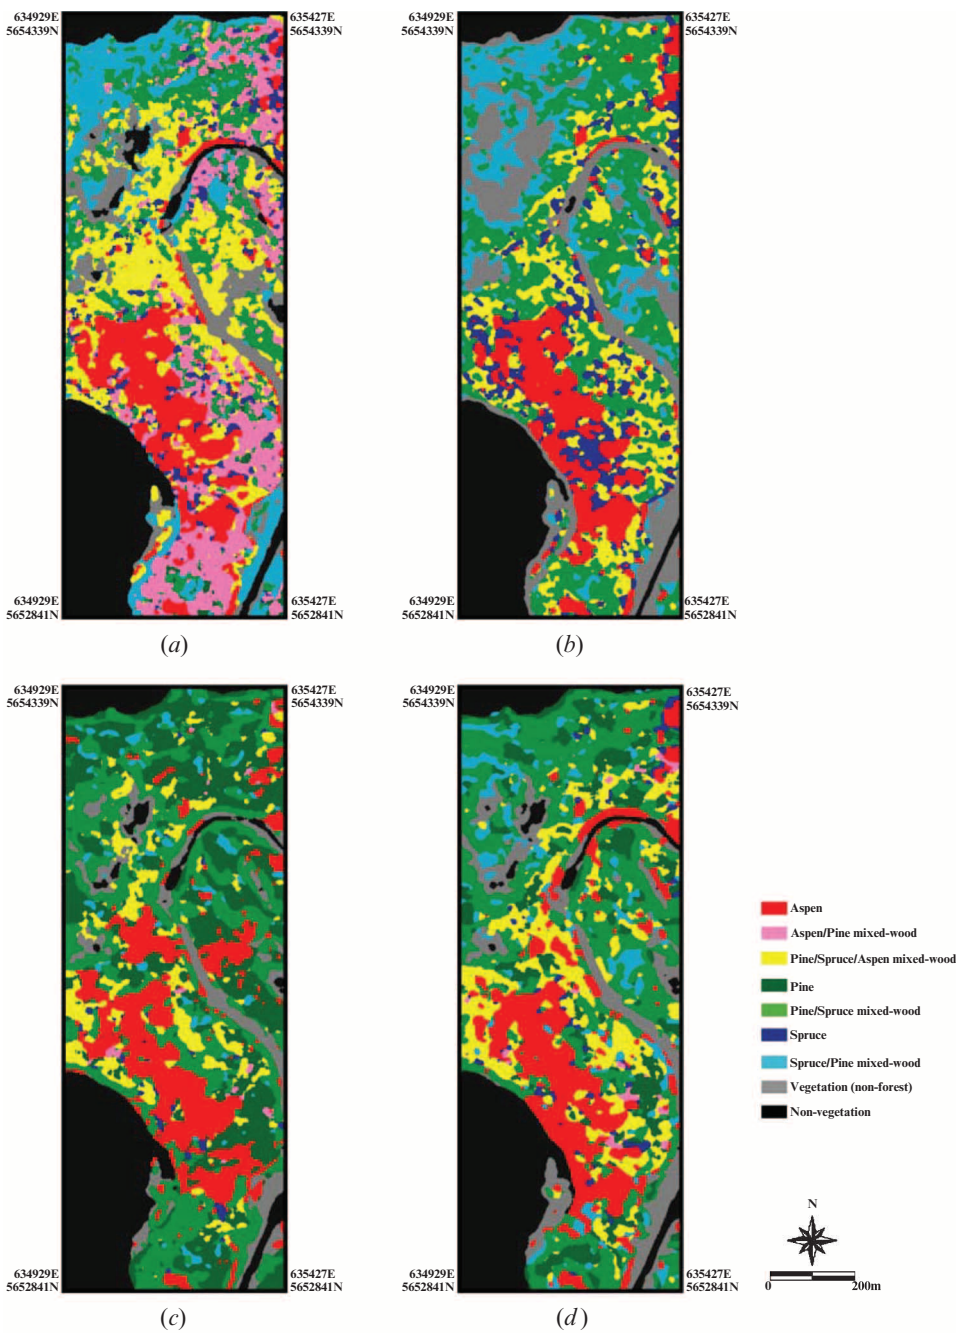 634929E
5654339N
635427E
5654339N
634929E
5654339N
635427E
5654339N
634929E
5652841N
635427E
5652841N
634929E
5652841N
635427E
5652841N
(a)
(b)
634929E
5654339N
635427E
5654339N
634929E
5654339N
635427E
5654339N
Aspen
Aspen/Pine mixed-wood
Pine/Spruce/Aspen mixed-wood
Pine
Pine/Spruce mixed-wood
Spruce
Spruce/Pine mixed-wood
Vegetation (non-forest)
Non-vegetation
N
0
200m
634929E
5652841N
635427E
5652841N
634929E
5652841N
635427E
5652841N
(c)
(d)